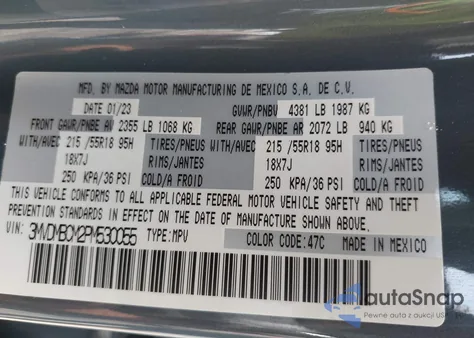 MFD. BY MAZDA MOTOR MANUFACTURING DE MEXICO S.A. DE C.V.
DATE 01/23 GVWR/PNBV 4381 LB 1987 KG
FRONT GAWR/PNBE AV 2355 LB 1068 KG REAR GAWR/PNBE AR 2072 LB 940 KG
WITH/AVEC 215 /55R18 95H TIRES/PNEUS WITH/AVEC 215 /55R18 95H TIRES/PNEUS
18X7J RIMS/JANTES 18X7J RIMS/JANTES
250 KPA/36 PSI COLD/A FROID 250 KPA/36 PSI COLD/A FROID
THIS VEHICLE CONFORMS TO ALL APPLICABLE FEDERAL MOTOR VEHICLE SAFETY, BUMPER, AND THEFT
PREVENTION STANDARDS IN EFFECT ON THE DATE OF MANUFACTURE SHOWN ABOVE.
VIN: 3MVDMBCM2PM530055 TYPE: MPV COLOR CODE: 47C MADE IN MEXICO
autaSnap
Pewne auta z aukcji USA